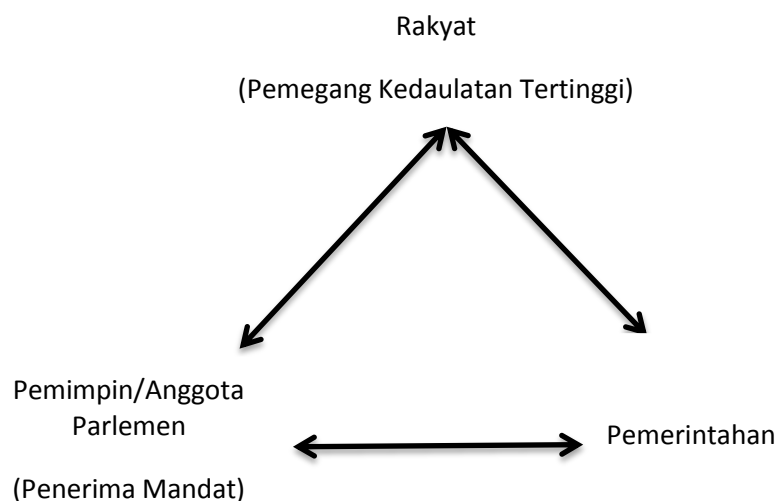 Rakyat
(Pemegang Kedaulatan Tertinggi)
Pemimpin/Anggota
Parlemen
(Penerima Mandat)
Pemerintahan